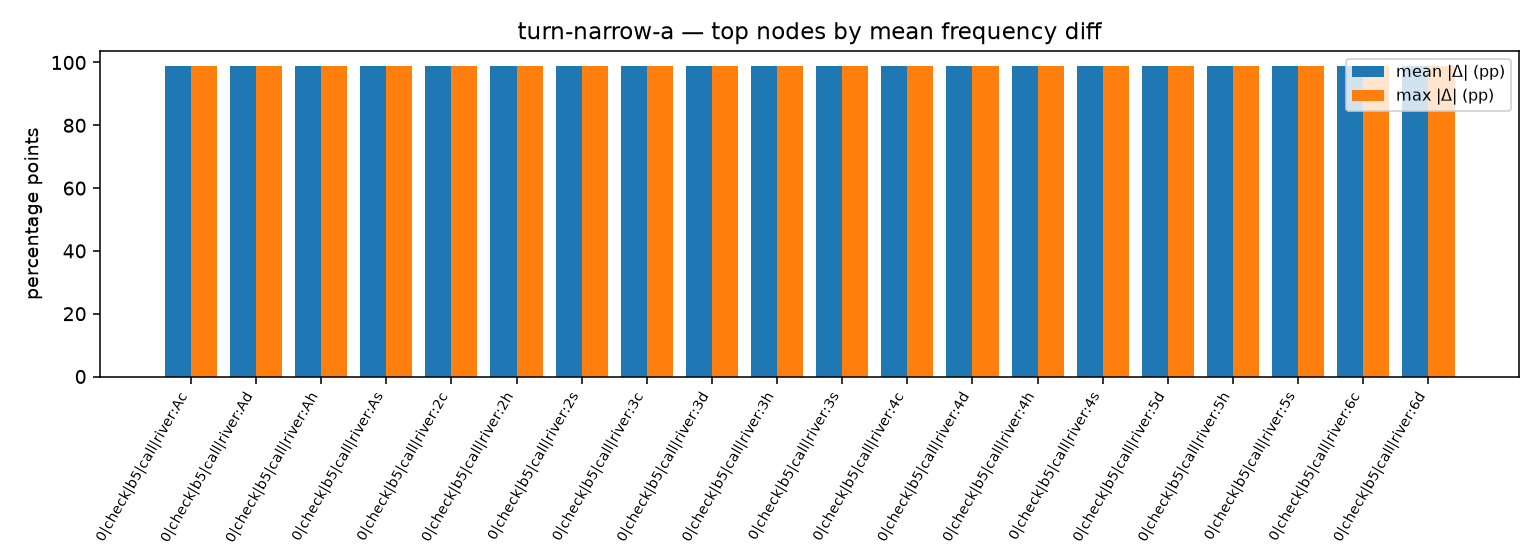 turn-narrow-a — top nodes by mean frequency diff
mean |Δ| (pp)
max |Δ| (pp)
percentage points
100
80
60
40
20
0
0|check|b5|call|river:Ac
0|check|b5|call|river:Ad
0|check|b5|call|river:Ah
0|check|b5|call|river:As
0|check|b5|call|river:2c
0|check|b5|call|river:2h
0|check|b5|call|river:2s
0|check|b5|call|river:3c
0|check|b5|call|river:3d
0|check|b5|call|river:3h
0|check|b5|call|river:3s
0|check|b5|call|river:4c
0|check|b5|call|river:4d
0|check|b5|call|river:4h
0|check|b5|call|river:4s
0|check|b5|call|river:5d
0|check|b5|call|river:5h
0|check|b5|call|river:5s
0|check|b5|call|river:6c
0|check|b5|call|river:6d